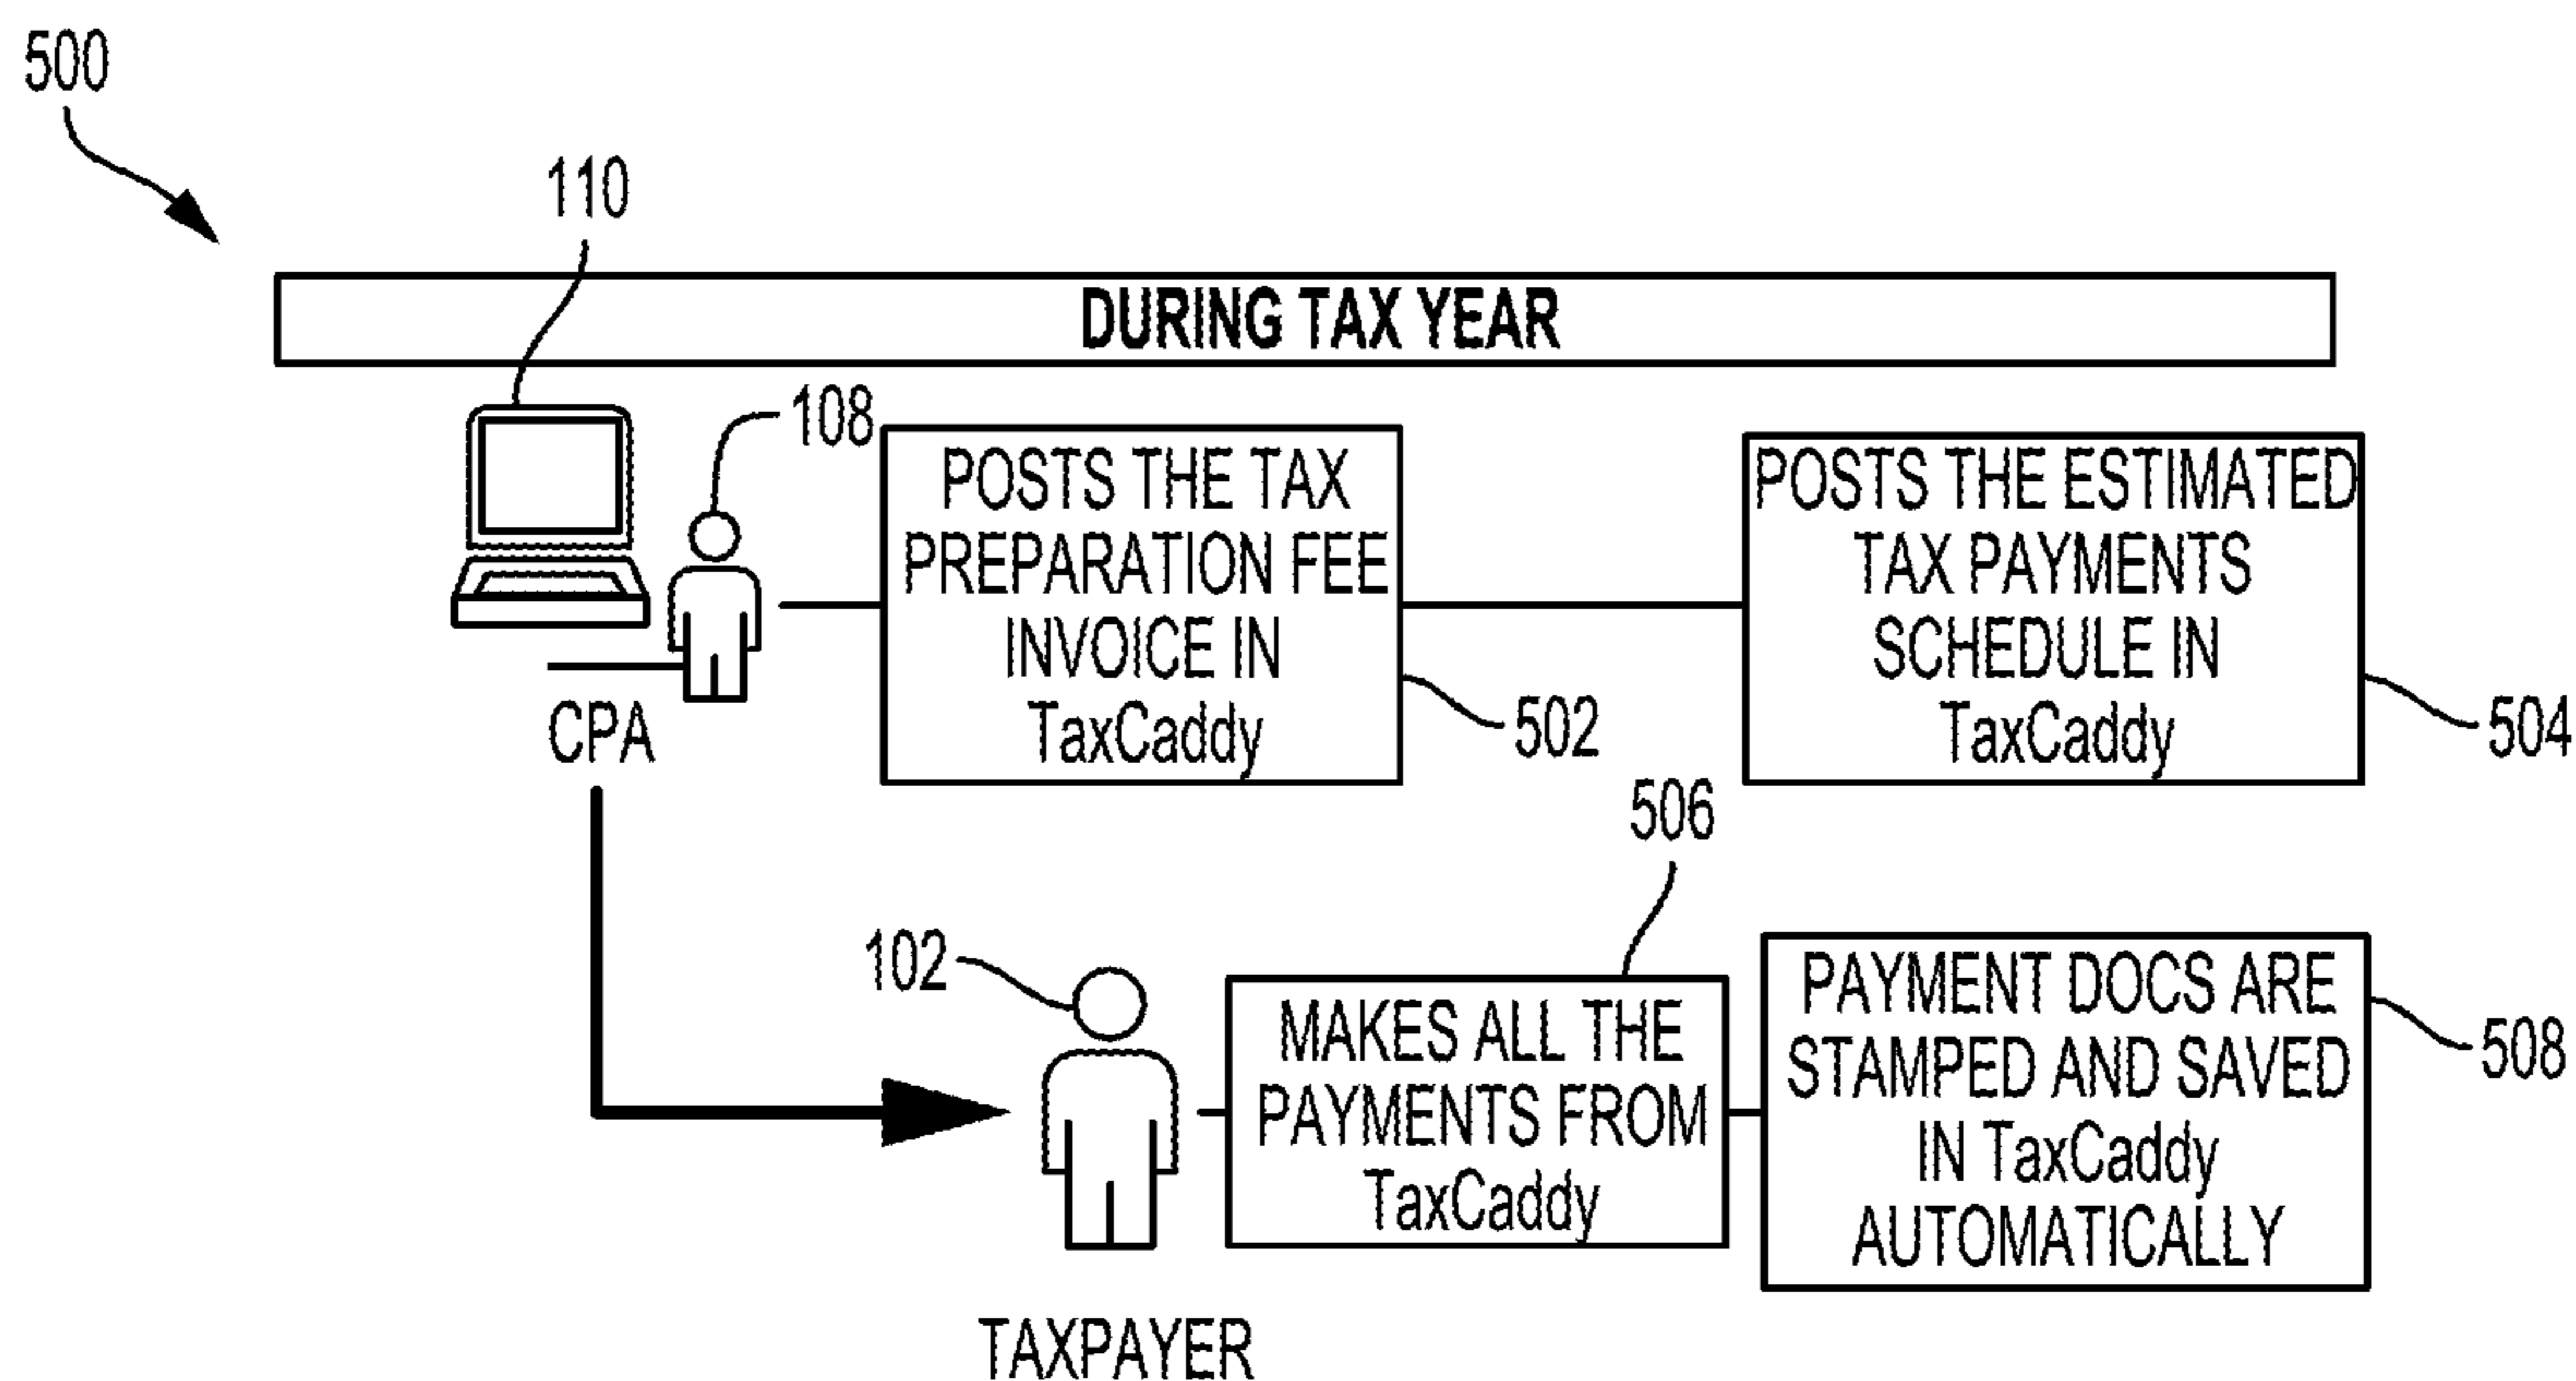 500
110
DURING TAX YEAR
108
POSTS THE TAX
PREPARATION FEE
INVOICE IN
TaxCaddy
502
POSTS THE ESTIMATED
TAX PAYMENTS
SCHEDULE IN
TaxCaddy
504
CPA
506
102
MAKES ALL THE
PAYMENTS FROM
TaxCaddy
PAYMENT DOCS ARE
STAMPED AND SAVED
IN TaxCaddy
AUTOMATICALLY
508
TAXPAYER